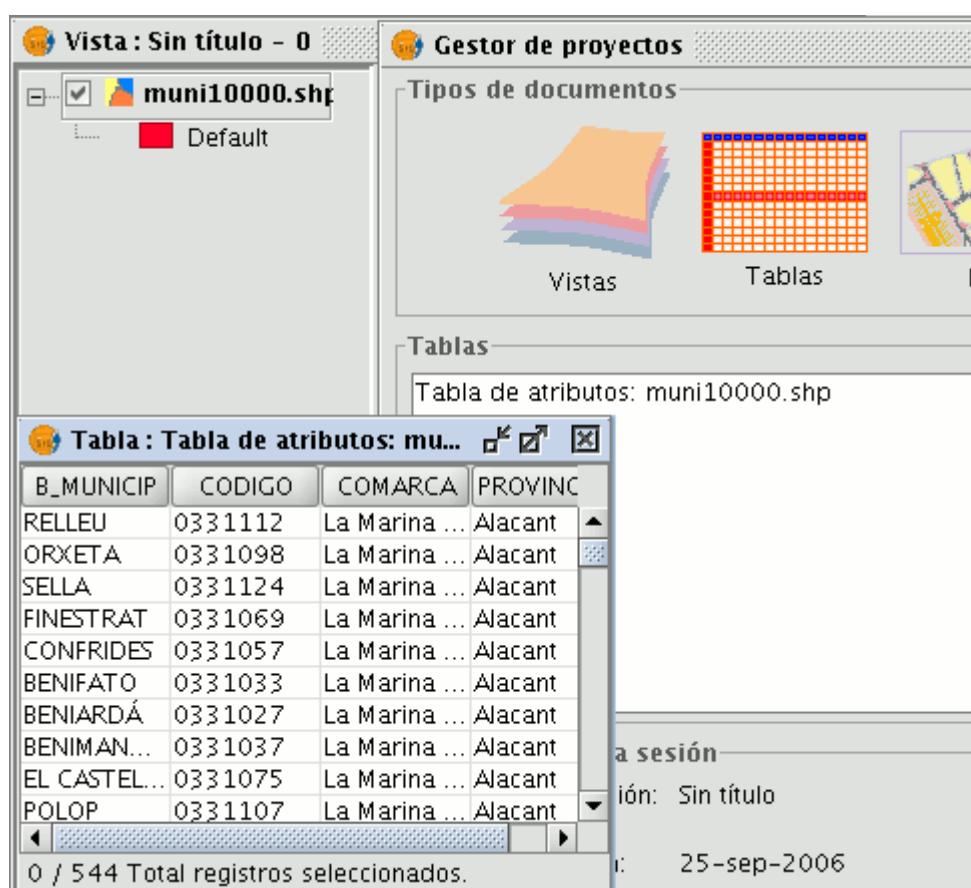 Vista : Sin título – 0
muni10000.shp
Default
Gestor de proyectos
Tipos de documentos
Vistas
Tablas
Tablas
Tabla de atributos: muni10000.shp
Tabla : Tabla de atributos: mu...
B_MUNICIP CODIGO COMARCA PROVINC
RELLEU 0331112 La Marina ... Alacant
ORXETA 0331098 La Marina ... Alacant
SELLA 0331124 La Marina ... Alacant
FINESTRAT 0331069 La Marina ... Alacant
CONFRIDES 0331057 La Marina ... Alacant
BENIFATO 0331033 La Marina ... Alacant
BENIARDÁ 0331027 La Marina ... Alacant
BENIMAN... 0331037 La Marina ... Alacant
EL CASTEL... 0331075 La Marina ... Alacant
POLOP 0331107 La Marina ... Alacant
0 / 544 Total registros seleccionados.
a sesión
ión: Sin título
25-sep-2006